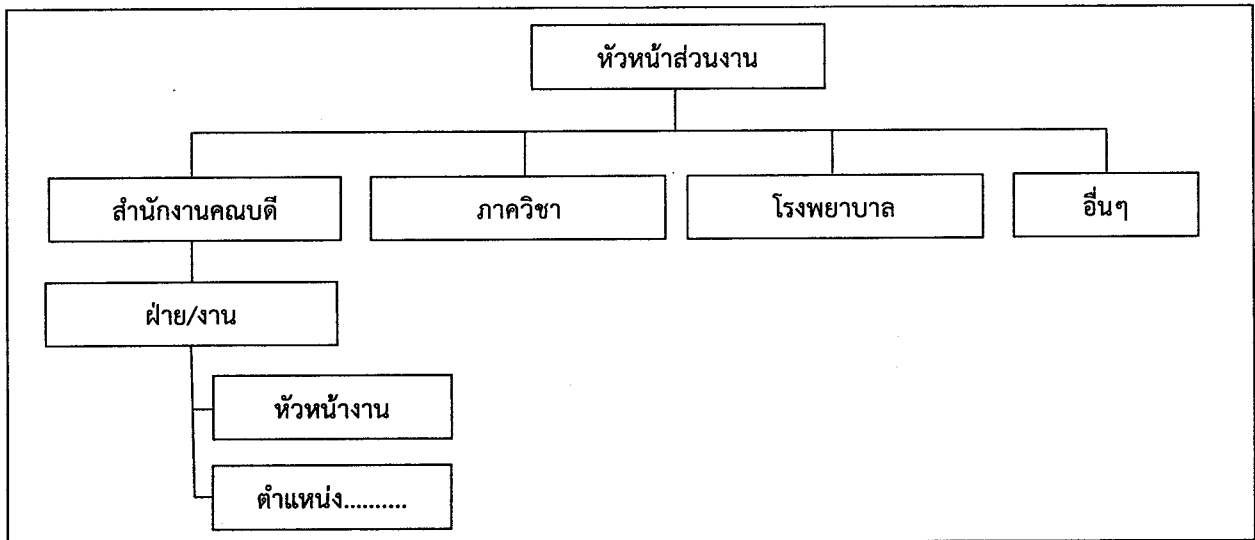 หัวหน้าส่วนงาน
สำนักงานคณบดี
ภาควิชา
โรงพยาบาล
อื่นๆ
ฝ่าย/งาน
หัวหน้างาน
ตำแหน่ง..........